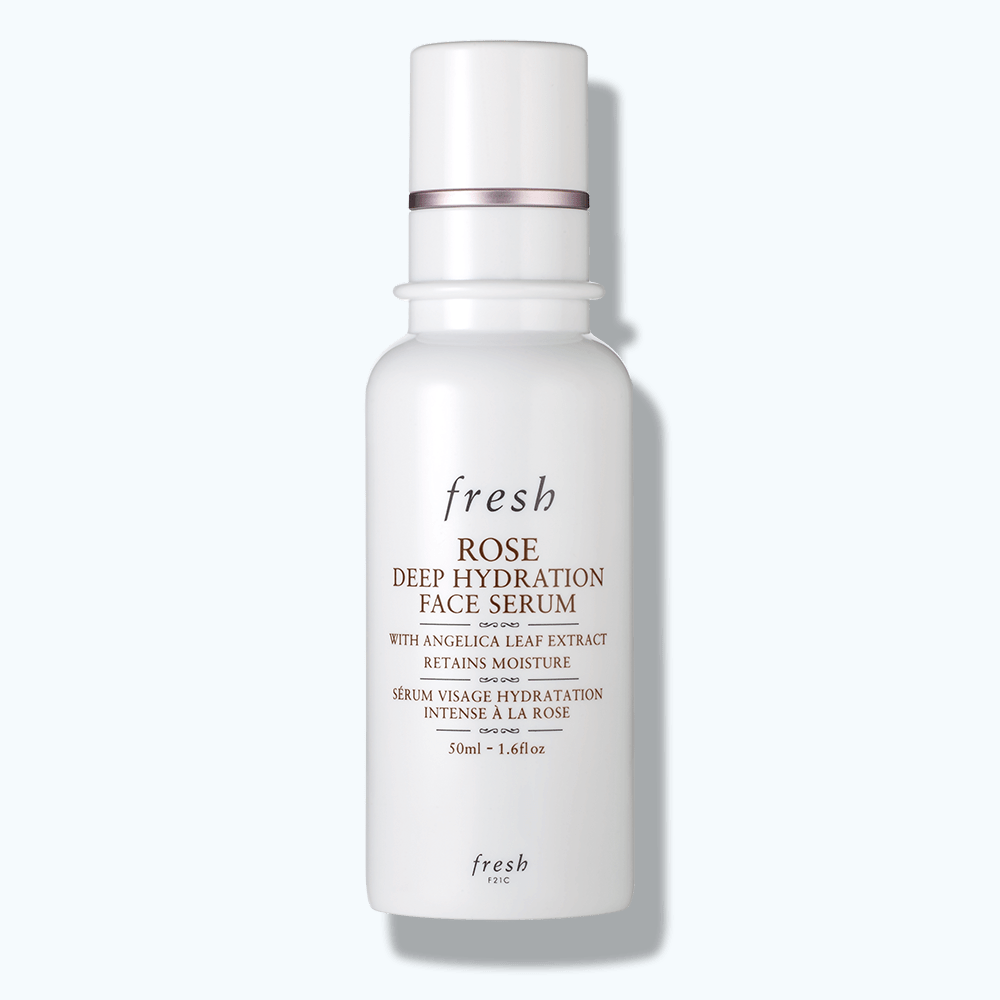 fresh
ROSE
DEEP HYDRATION
FACE SERUM
WITH ANGELICA LEAF EXTRACT
RETAINS MOISTURE
SÉRUM VISAGE HYDRATATION
INTENSE À LA ROSE
50ml - 1.6fl oz
fresh
F21C